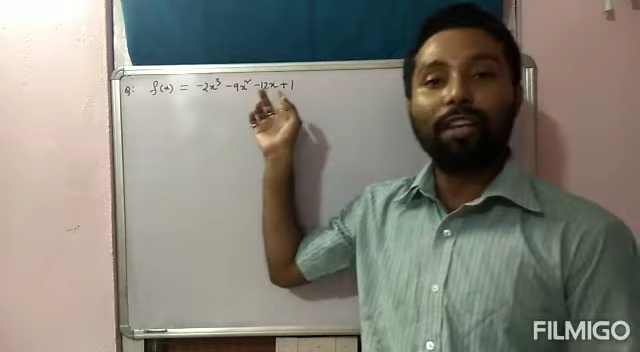 Q: f(x) = -2x³ -9x² -12x+1
FILMIGO